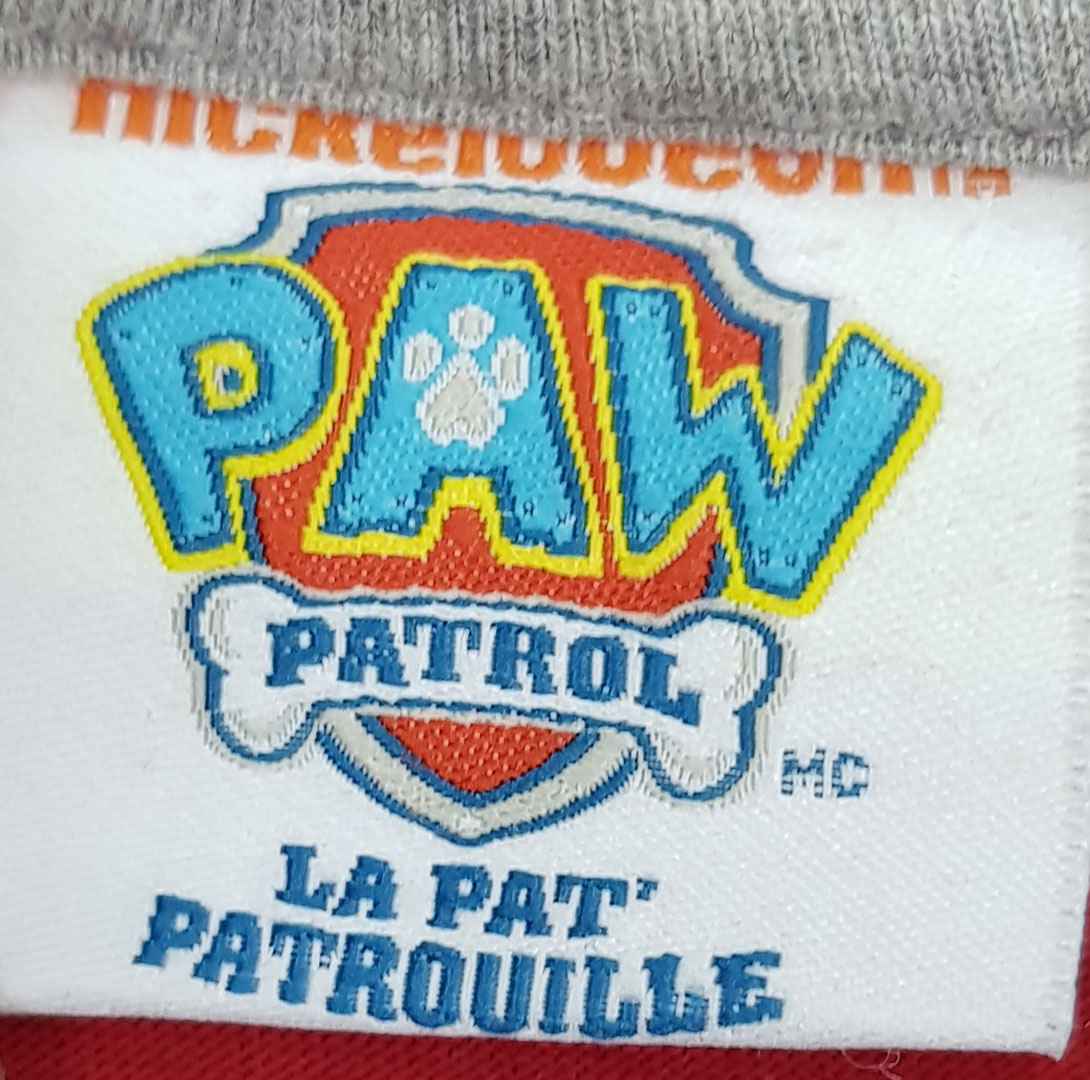 nickelodeon
PAW
PATROL
MC
LA PAT'
PATROUILLE